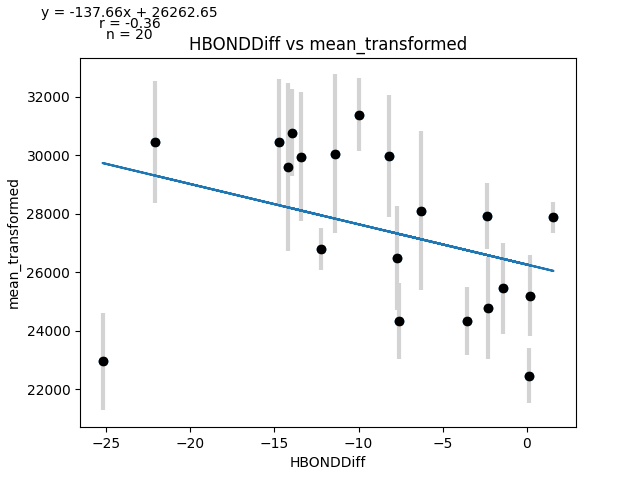 y = -137.66x + 26262.65
r = -0.36
n = 20
HBONDDiff vs mean_transformed
mean_transformed
32000
30000
28000
26000
24000
22000
−25
−20
−15
−10
−5
0
HBONDDiff